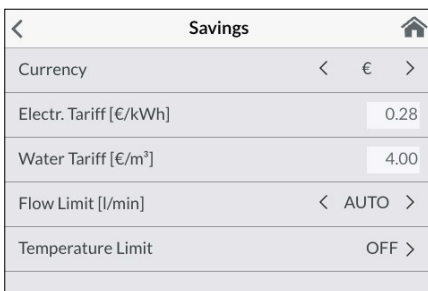 Savings
Currency < € >
Electr. Tariff [€/kWh] 0.28
Water Tariff [€/m³] 4.00
Flow Limit [l/min] < AUTO >
Temperature Limit OFF >